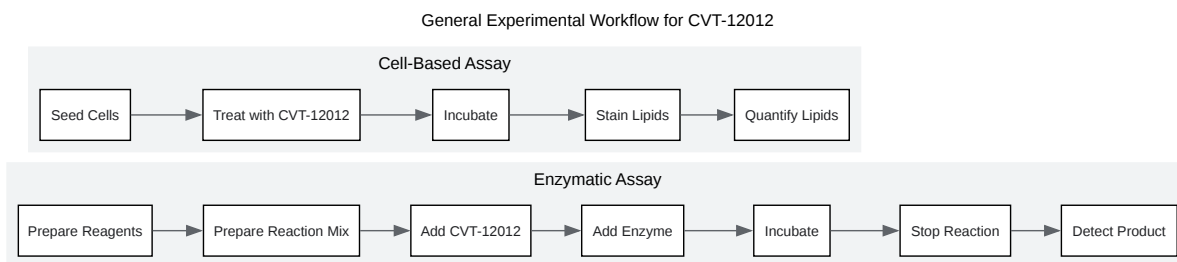 General Experimental Workflow for CVT-12012
Cell-Based Assay
Seed Cells
Treat with CVT-12012
Incubate
Stain Lipids
Quantify Lipids
Enzymatic Assay
Prepare Reagents
Prepare Reaction Mix
Add CVT-12012
Add Enzyme
Incubate
Stop Reaction
Detect Product